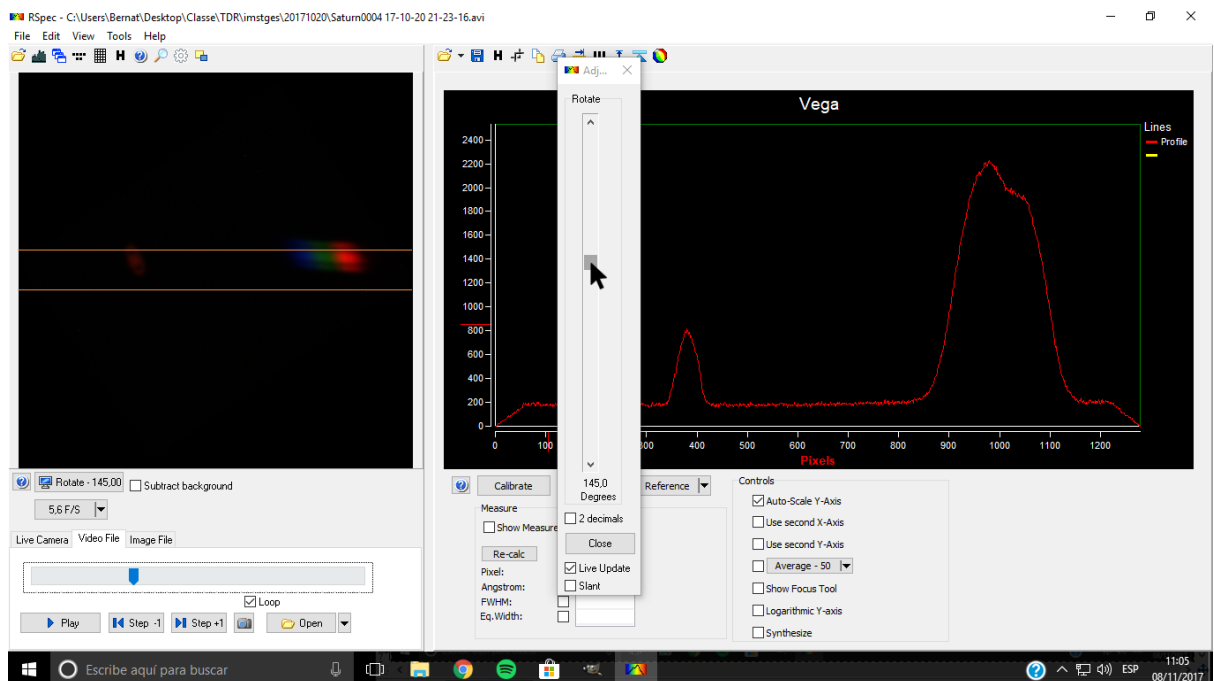 RSpec - C:\Users\Bernat\Desktop\Classe\TDR\imstges\20171020\Saturn0004 17-10-20 21-23-16.avi
File Edit View Tools Help
H
H
Adj...
Rotate
145,0
Degrees
2 decimals
Close
Live Update
Slant
Vega
Lines
Profile
2400
2200
2000
1800
1600
1400
1200
1000
800
600
400
200
0
0 100 300 400 500 600 700 800 900 1000 1100 1200
Pixels
Rotate - 145,00
Subtract background
5,6 F/S
Live Camera Video File Image File
Loop
Play Step -1 Step +1 Open
Calibrate
Reference
Measure
Show Measure
Re-calc
Pixel:
Angstrom:
FWHM:
Eq.Width:
Controls
Auto-Scale Y-Axis
Use second X-Axis
Use second Y-Axis
Average - 50
Show Focus Tool
Logarithmic Y-axis
Synthesize
Escribe aquí para buscar
ESP
11:05
08/11/2017